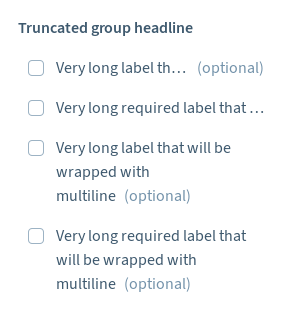 Truncated group headline
Very long label th… (optional)
Very long required label that …
Very long label that will be
wrapped with
multiline (optional)
Very long required label that
will be wrapped with
multiline (optional)